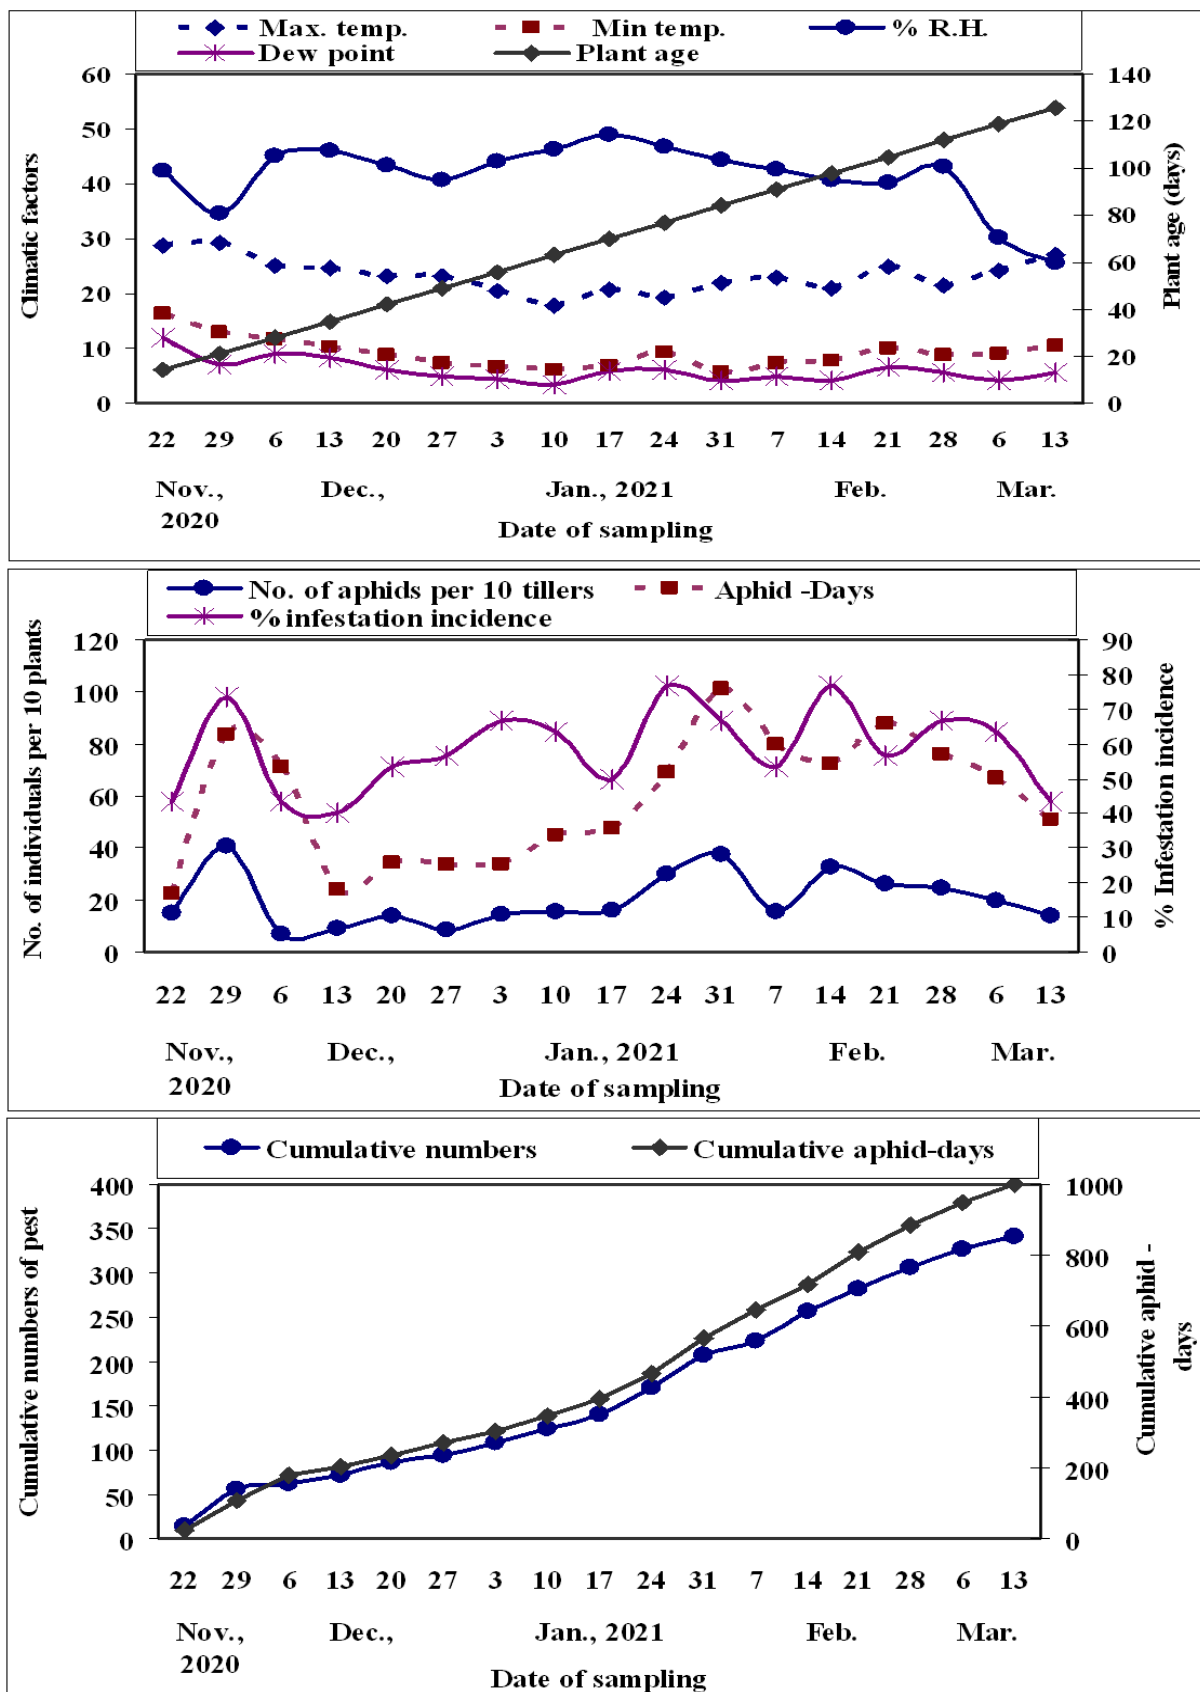 Max. temp. Min temp. % R.H.
Dew point Plant age
60 140
50 120
40 100
30 80
20 60
10 40
0 20
0
Climatic factors
Plant age (days)
22 29 6 13 20 27 3 10 17 24 31 7 14 21 28 6 13
Nov., Dec., Jan., 2021 Feb. Mar.
2020
Date of sampling
No. of aphids per 10 tillers Aphid -Days
% infestation incidence
120 90
100 80
80 70
60 60
40 50
20 40
0 30
20
10
0
No. of individuals per 10 plants
% Infestation incidence
22 29 6 13 20 27 3 10 17 24 31 7 14 21 28 6 13
Nov., Dec., Jan., 2021 Feb. Mar.
2020
Date of sampling
Cumulative numbers Cumulative aphid-days
400 1000
350 800
300 600
250 400
200 200
150 0
100
50
0
Cumulative numbers of pest
Cumulative aphid -
days
22 29 6 13 20 27 3 10 17 24 31 7 14 21 28 6 13
Nov., Dec., Jan., 2021 Feb. Mar.
2020
Date of sampling